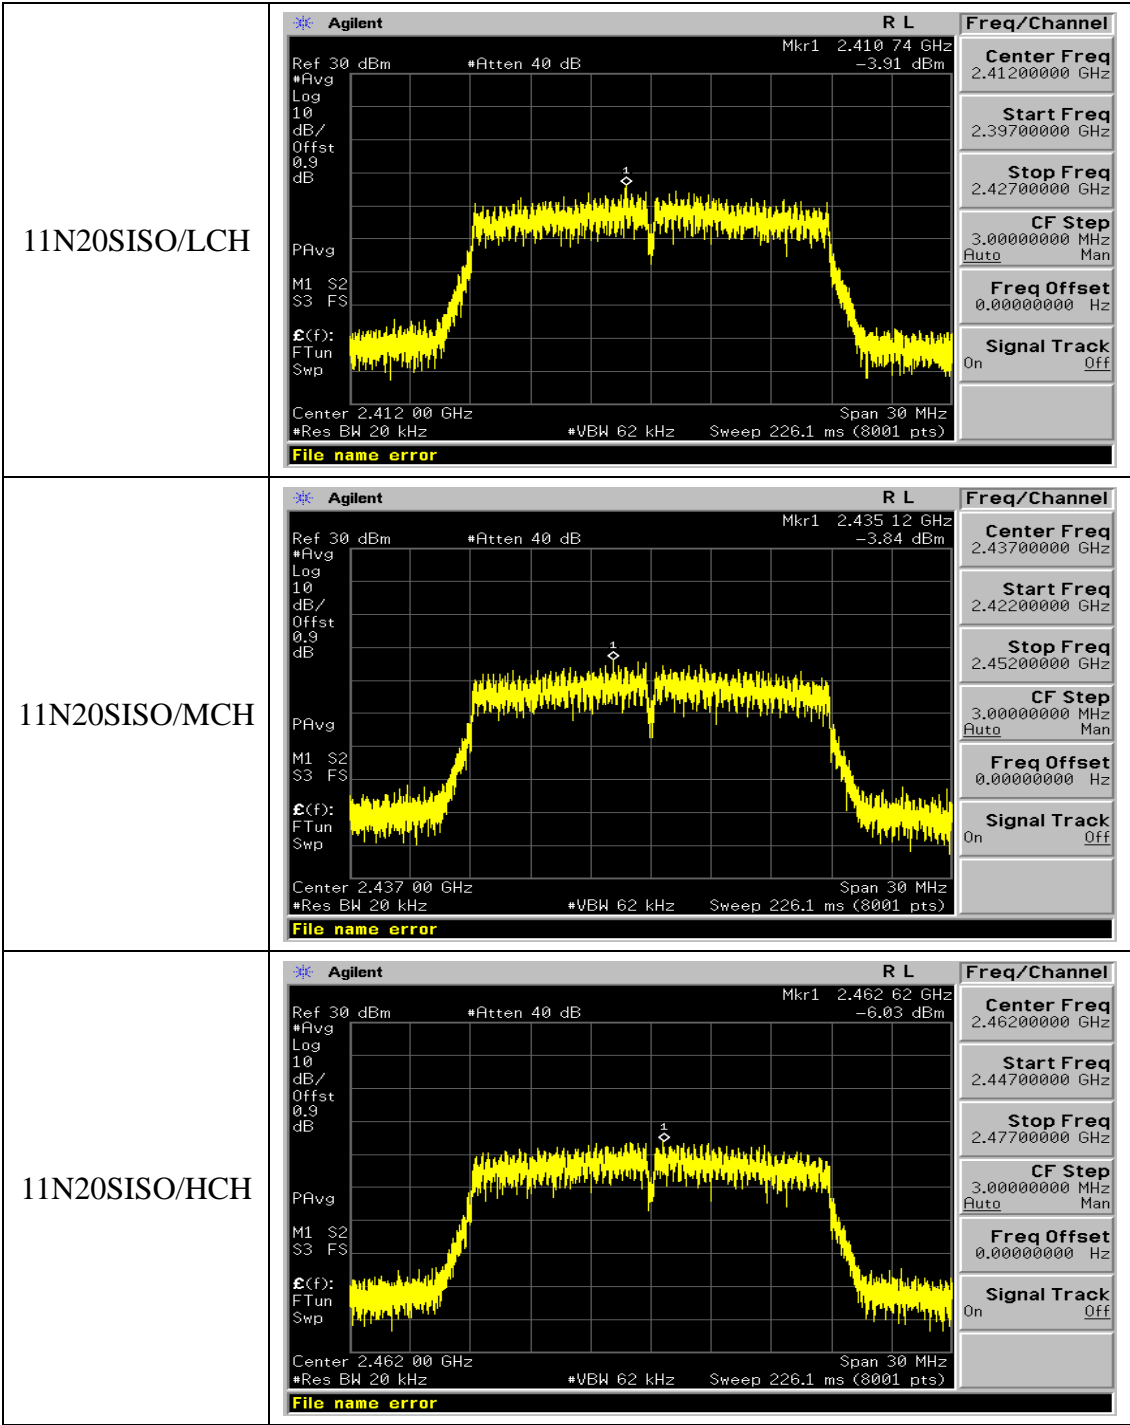 11N20SISO/LCH
Agilent R L Freq/Channel
Mkr1 2.410 74 GHz
Ref 30 dBm #Atten 40 dB -3.91 dBm
#Avg
Log
10
dB/
Offst
0.9
dB
1
PAvg
M1 S2
S3 FS
£(f):
FTun
Swp
Center 2.412 00 GHz Span 30 MHz
#Res BW 20 kHz #VBW 62 kHz Sweep 226.1 ms (8001 pts)
File name error
Center Freq
2.41200000 GHz
Start Freq
2.39700000 GHz
Stop Freq
2.42700000 GHz
CF Step
3.00000000 MHz
Auto Man
Freq Offset
0.00000000 Hz
Signal Track
On Off
11N20SISO/MCH
Agilent R L Freq/Channel
Mkr1 2.435 12 GHz
Ref 30 dBm #Atten 40 dB -3.84 dBm
#Avg
Log
10
dB/
Offst
0.9
dB
1
PAvg
M1 S2
S3 FS
£(f):
FTun
Swp
Center 2.437 00 GHz Span 30 MHz
#Res BW 20 kHz #VBW 62 kHz Sweep 226.1 ms (8001 pts)
File name error
Center Freq
2.43700000 GHz
Start Freq
2.42200000 GHz
Stop Freq
2.45200000 GHz
CF Step
3.00000000 MHz
Auto Man
Freq Offset
0.00000000 Hz
Signal Track
On Off
11N20SISO/HCH
Agilent R L Freq/Channel
Mkr1 2.462 62 GHz
Ref 30 dBm #Atten 40 dB -6.03 dBm
#Avg
Log
10
dB/
Offst
0.9
dB
1
PAvg
M1 S2
S3 FS
£(f):
FTun
Swp
Center 2.462 00 GHz Span 30 MHz
#Res BW 20 kHz #VBW 62 kHz Sweep 226.1 ms (8001 pts)
File name error
Center Freq
2.46200000 GHz
Start Freq
2.44700000 GHz
Stop Freq
2.47700000 GHz
CF Step
3.00000000 MHz
Auto Man
Freq Offset
0.00000000 Hz
Signal Track
On Off